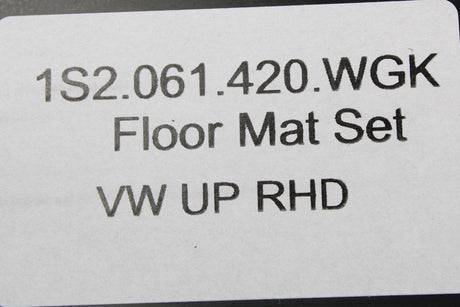 1S2.061.420.WGK
Floor Mat Set
VW UP RHD